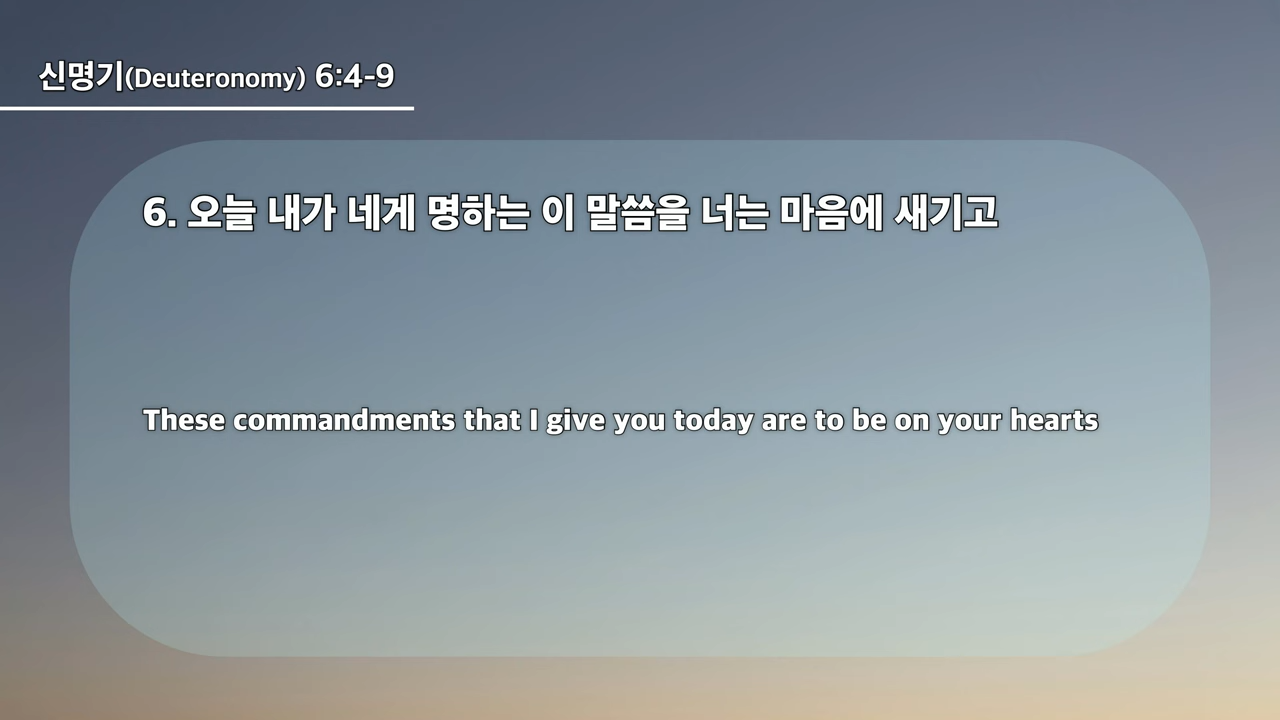 신명기(Deuteronomy) 6:4-9
6. 오늘 내가 네게 명하는 이 말씀을 너는 마음에 새기고
These commandments that I give you today are to be on your hearts